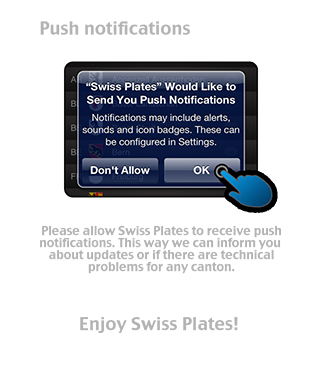 Push notifications
“Swiss Plates” Would Like to
Send You Push Notifications
Notifications may include alerts,
sounds and icon badges. These can
be configured in Settings.
Don't Allow OK
Please allow Swiss Plates to receive push
notifications. This way we can inform you
about updates or if there are technical
problems for any canton.
Enjoy Swiss Plates!